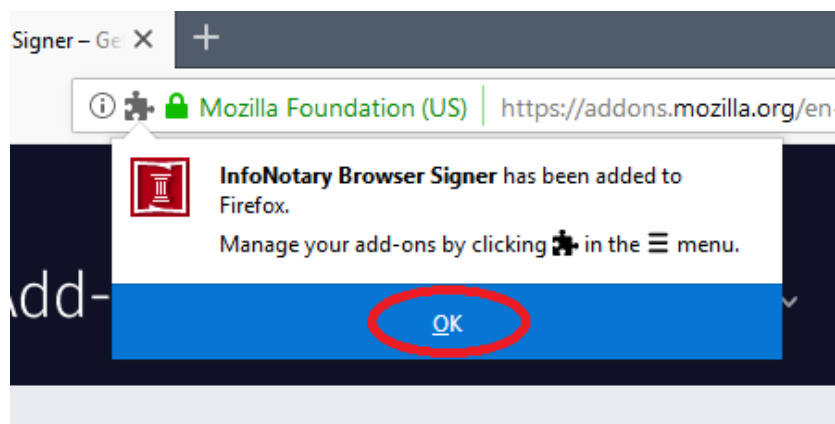 Signer – Ge
Mozilla Foundation (US) https://addons.mozilla.org/en-
InfoNotary Browser Signer has been added to
Firefox.
Manage your add-ons by clicking in the menu.
Add-
OK